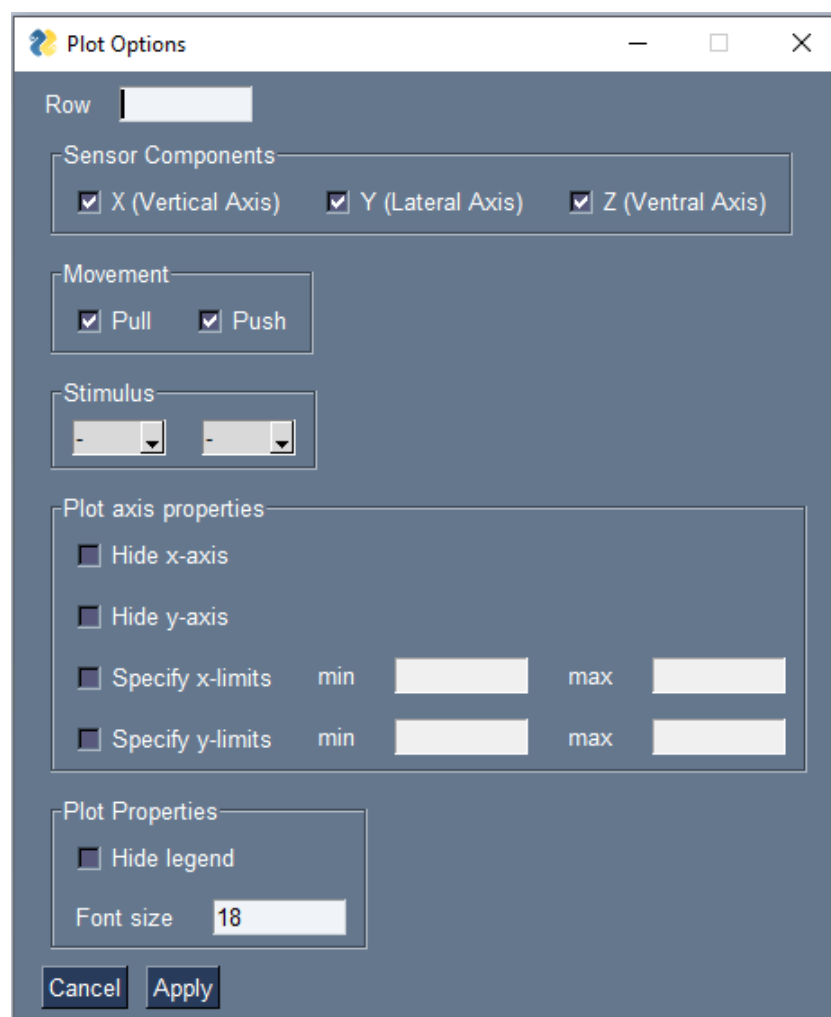 Plot Options
Row
Sensor Components
X (Vertical Axis) Y (Lateral Axis) Z (Ventral Axis)
Movement
Pull Push
Stimulus
- -
Plot axis properties
Hide x-axis
Hide y-axis
Specify x-limits min max
Specify y-limits min max
Plot Properties
Hide legend
Font size 18
Cancel Apply